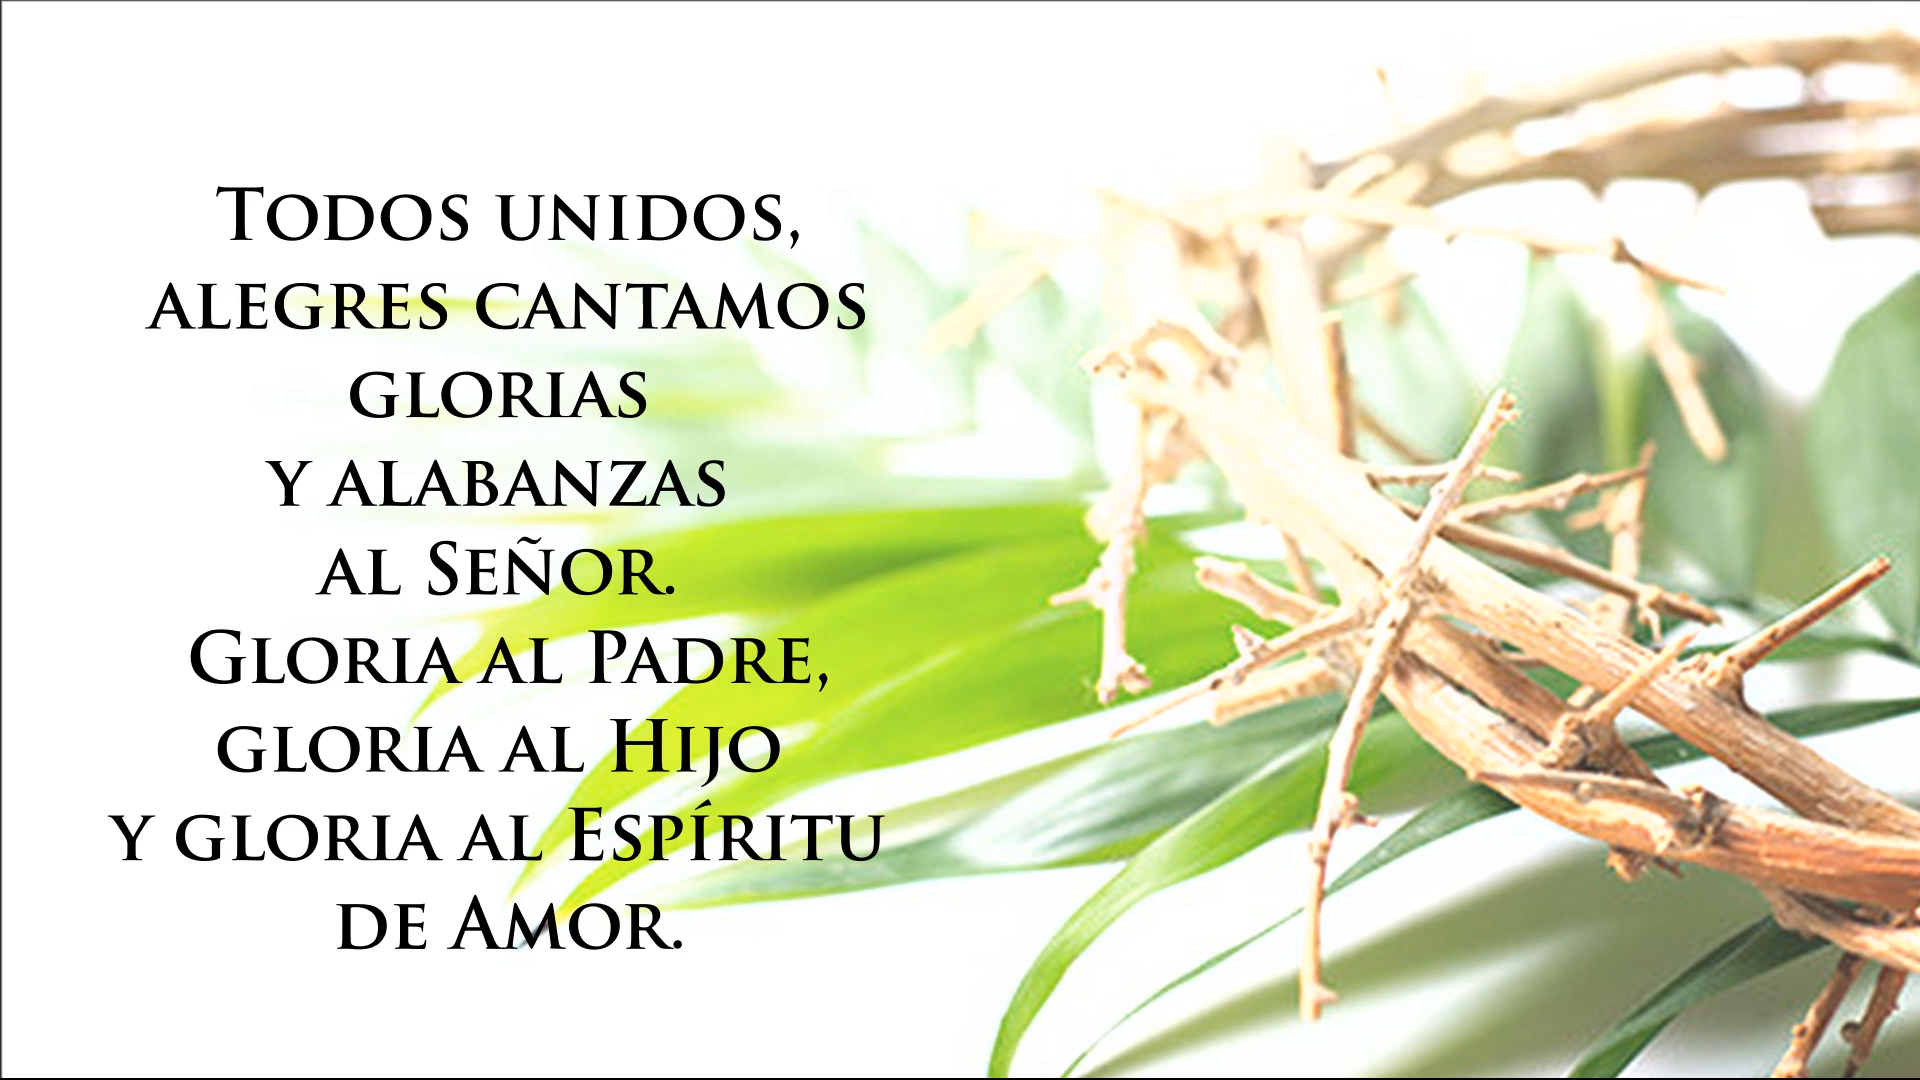 Todos unidos,
alegres cantamos
glorias
y alabanzas
al Señor.
Gloria al Padre,
gloria al Hijo
y gloria al Espíritu
de Amor.